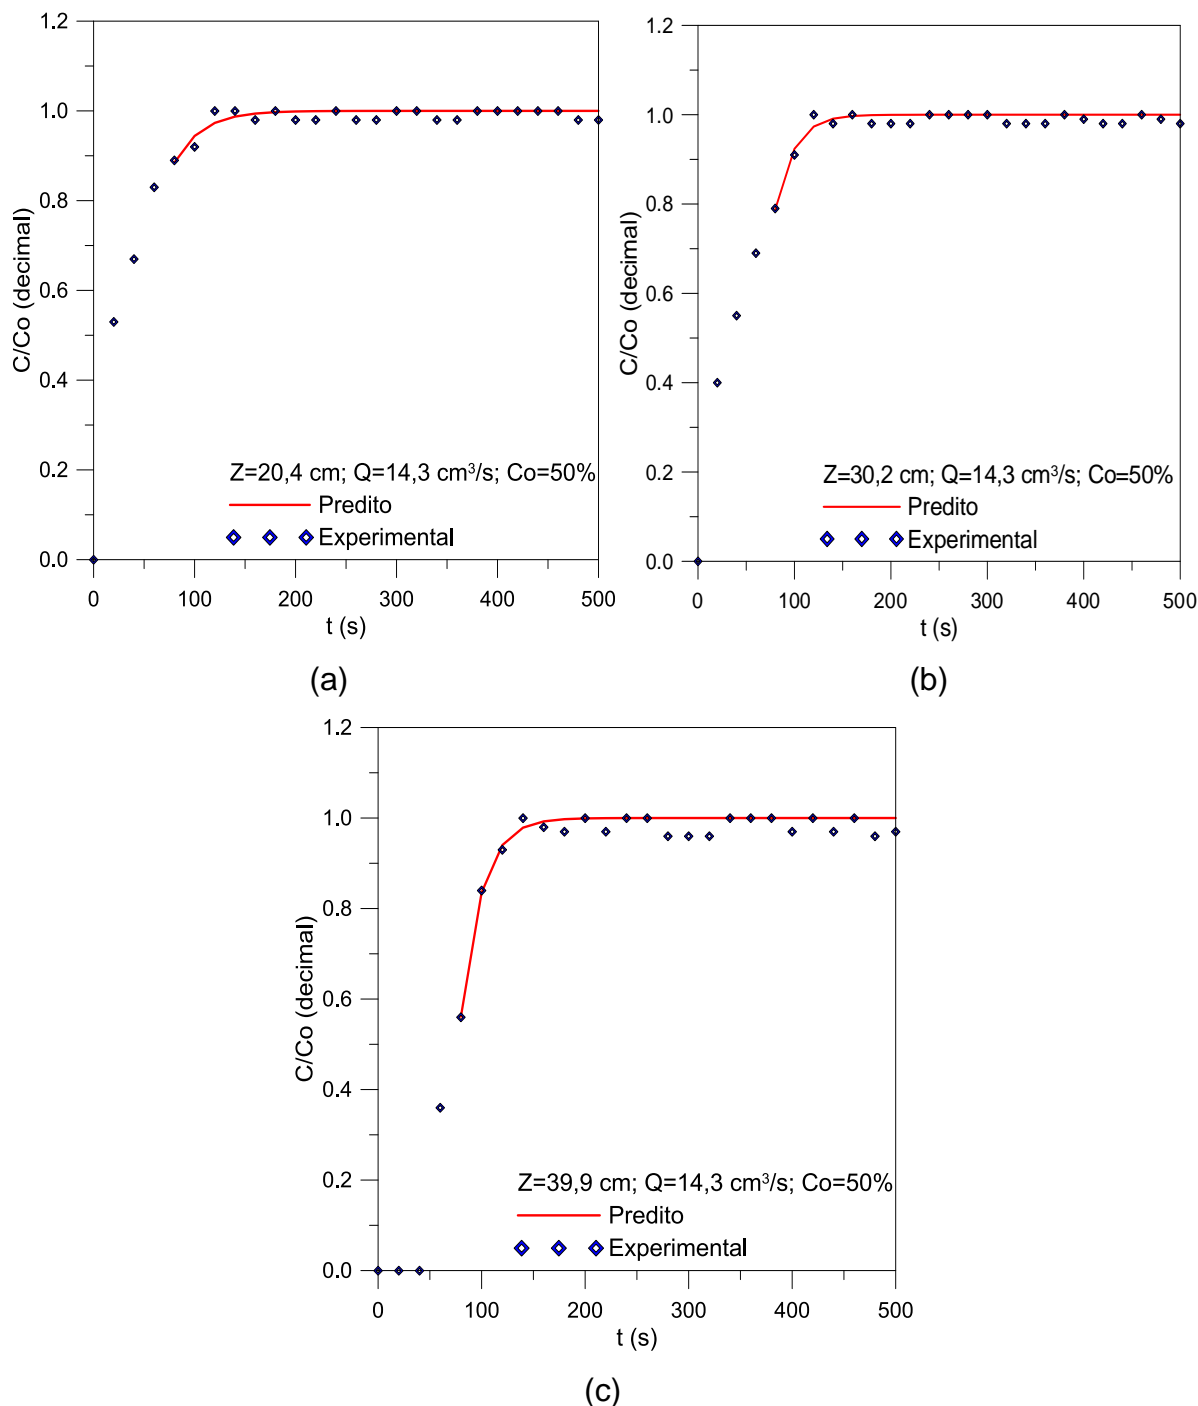 1.2
1.0
0.8
0.6
0.4
0.2
0.0
C/Co (decimal)
Z=20,4 cm; Q=14,3 cm³/s; Co=50%
Predito
Experimental
0 100 200 300 400 500
t (s)
(a)
1.2
1.0
0.8
0.6
0.4
0.2
0.0
C/Co (decimal)
Z=30,2 cm; Q=14,3 cm³/s; Co=50%
Predito
Experimental
0 100 200 300 400 500
t (s)
(b)
1.2
1.0
0.8
0.6
0.4
0.2
0.0
C/Co (decimal)
Z=39,9 cm; Q=14,3 cm³/s; Co=50%
Predito
Experimental
0 100 200 300 400 500
t (s)
(c)